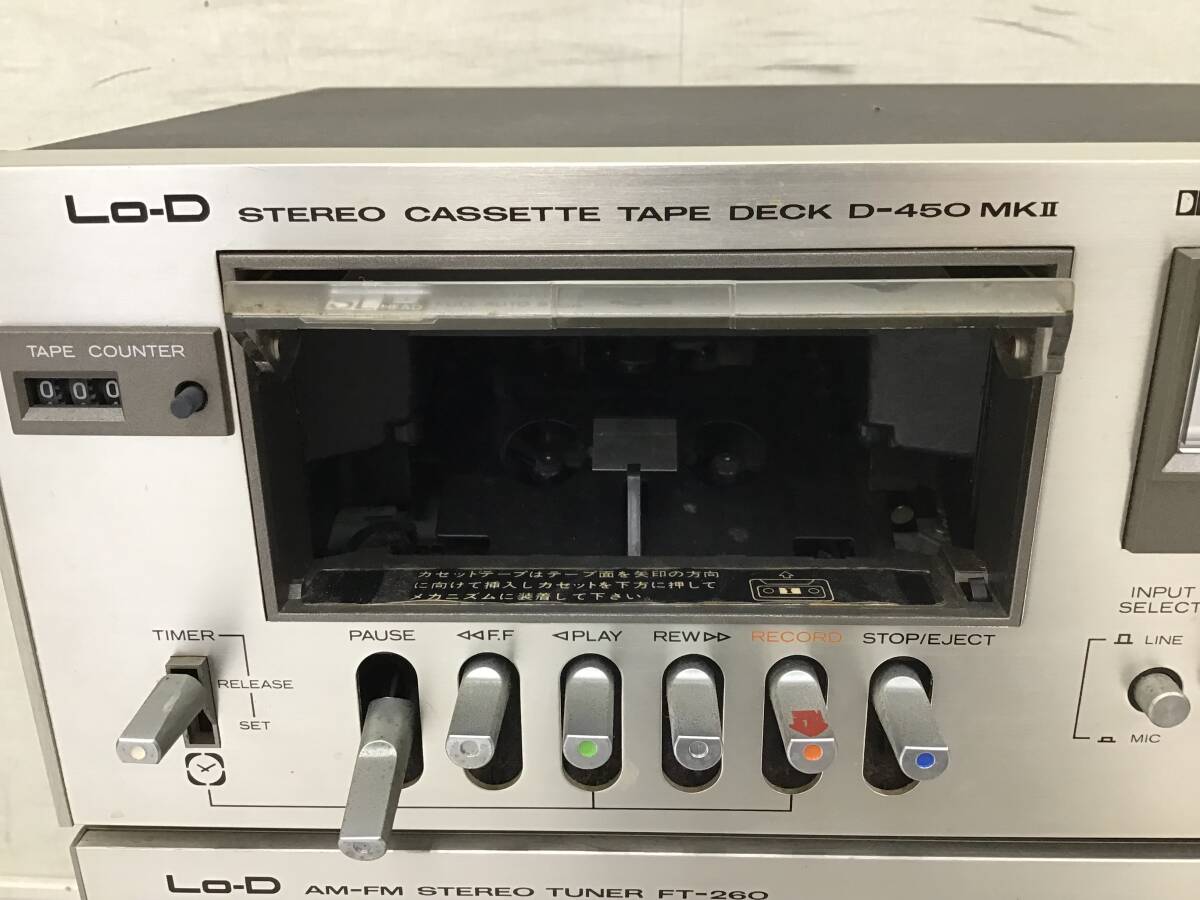 Lo-D STEREO CASSETTE TAPE DECK D-450 MKII
TAPE COUNTER
000
カセットテープはテープ面を矢印の方向
に向けて挿入しカセットを下方に押して
メカニズムに装着して下さい
TIMER
RELEASE
SET
PAUSE
◁◁F.F
◁PLAY
REW▷▷
RECORD
STOP/EJECT
1
INPUT
LINE
MIC
Lo-D AM-FM STEREO TUNER FT-260